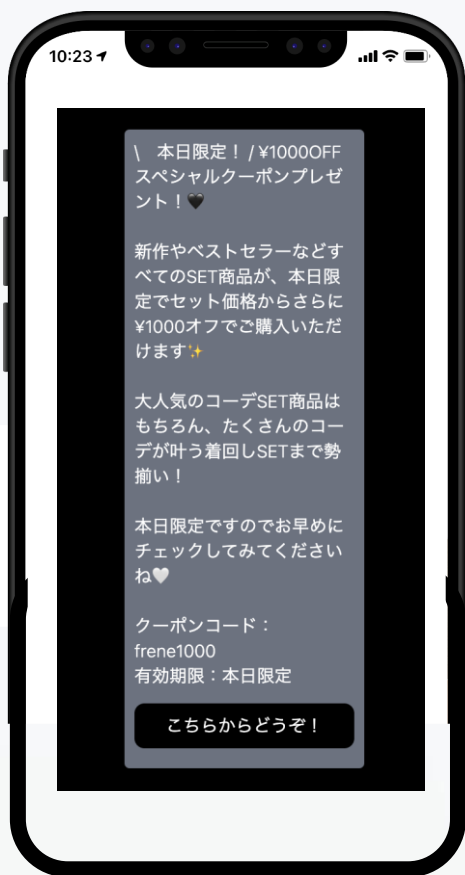 10:23
\ 本日限定！ / ¥1000OFF
スペシャルクーポンプレゼ
ント！🖤
新作やベストセラーなどす
べてのSET商品が、本日限
定でセット価格からさらに
¥1000オフでご購入いただ
けます✨
大人気のコーデSET商品は
もちろん、たくさんのコー
デが叶う着回しSETまで勢
揃い！
本日限定ですのでお早めに
チェックしてみてください
ね🤍
クーポンコード：
frene1000
有効期限：本日限定
こちらからどうぞ！